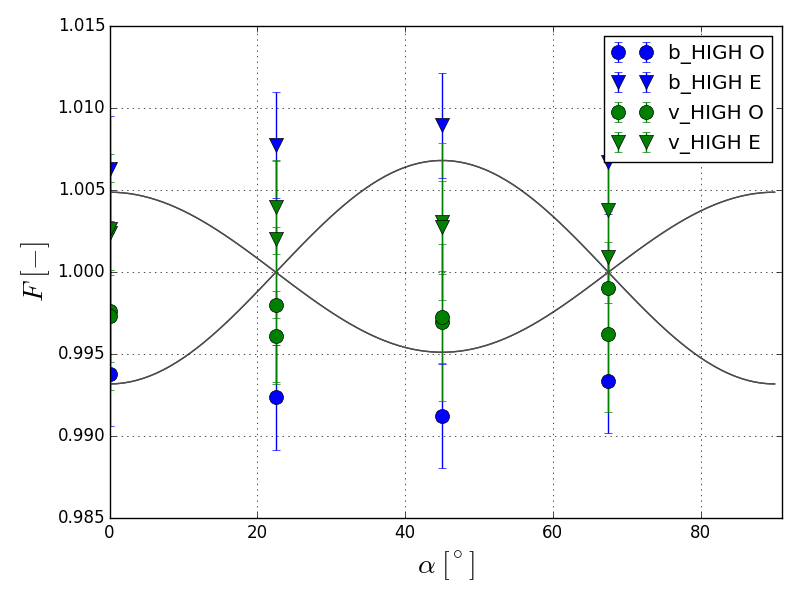 1.015
1.010
1.005
1.000
0.995
0.990
0.985
0
20
40
60
80
F [−]
α [°]
b_HIGH O
b_HIGH E
v_HIGH O
v_HIGH E